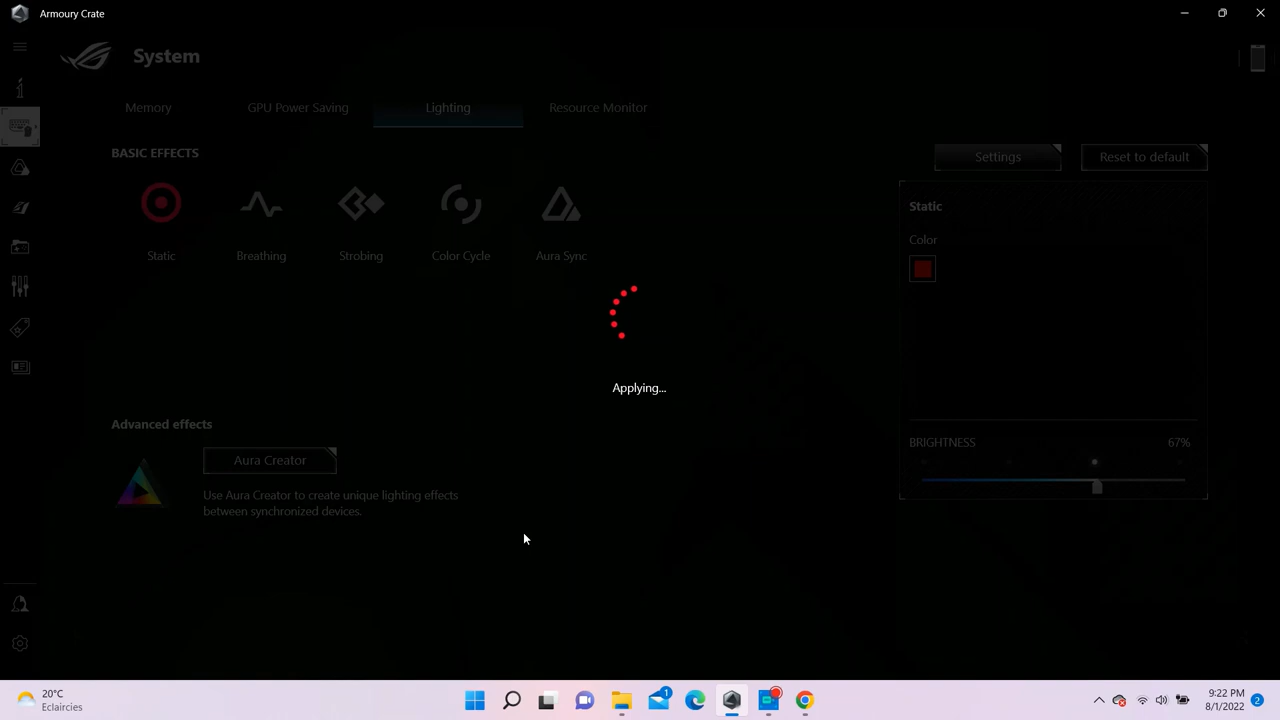 Armoury Crate
System
Memory
GPU Power Saving
Lighting
Resource Monitor
BASIC EFFECTS
Settings
Reset to default
Static
Breathing
Strobing
Color Cycle
Aura Sync
Static
Color
Applying...
BRIGHTNESS
67%
Advanced effects
Aura Creator
Use Aura Creator to create unique lighting effects
between synchronized devices.
20°C
Eclaircies
1
9:22 PM
8/1/2022
2